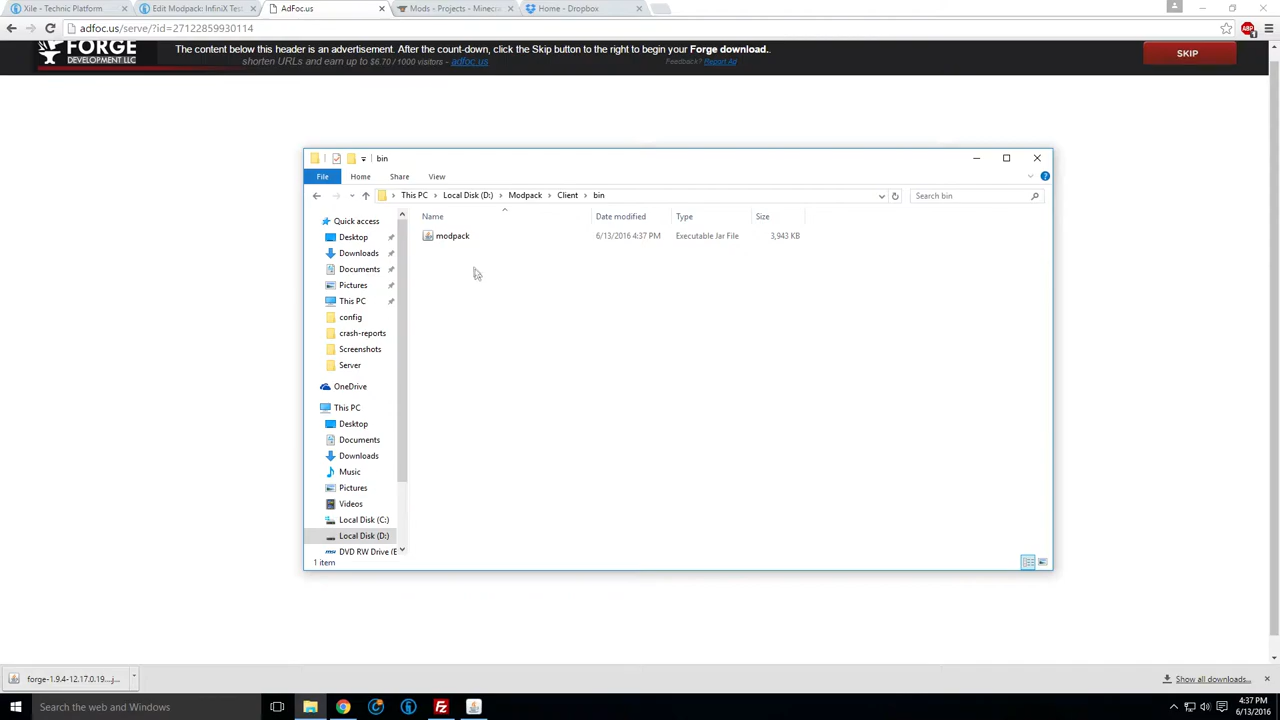 Xile - Technic Platform
Edit Modpack: InfiniX Test
AdFoc.us
Mods - Projects - Minecra
Home - Dropbox
adfoc.us/serve/?id=27122859930114
FORGE
DEVELOPMENT LLC
The content below this header is an advertisement. After the count-down, click the Skip button to the right to begin your Forge download.
shorten URLs and earn up to $6.70 / 1000 visitors - adfoc.us
Feedback? Report Ad
SKIP
bin
File
Home
Share
View
This PC
Local Disk (D:)
Modpack
Client
bin
Search bin
Name
Date modified
Type
Size
modpack
6/13/2016 4:37 PM
Executable Jar File
3,943 KB
Quick access
Desktop
Downloads
Documents
Pictures
This PC
config
crash-reports
Screenshots
Server
OneDrive
This PC
Desktop
Documents
Downloads
Music
Pictures
Videos
Local Disk (C:)
Local Disk (D:)
DVD RW Drive (E
1 item
forge-1.9.4-12.17.0.19....j...
Show all downloads...
Search the web and Windows
4:37 PM
6/13/2016